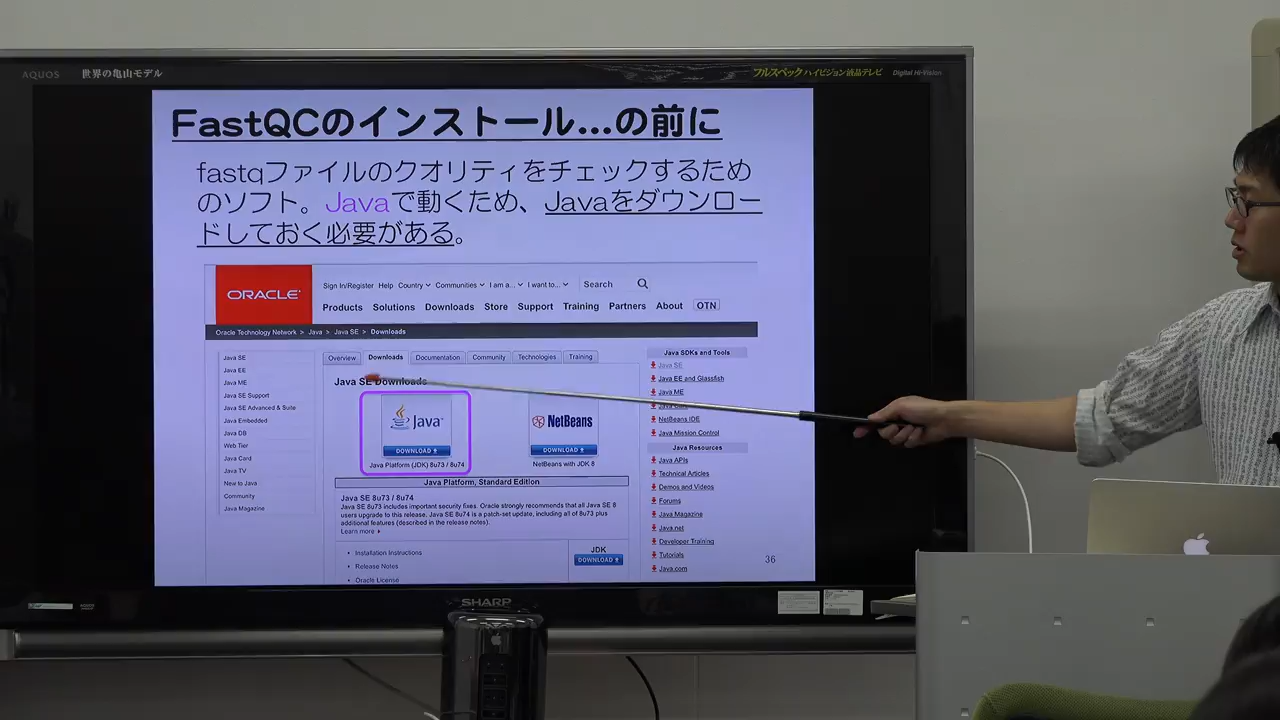 AQUOS 世界の亀山モデル フルスペック ハイビジョン液晶テレビ Digital Hi-Vision
FastQCのインストール...の前に
fastqファイルのクオリティをチェックするため
のソフト。Javaで動くため、Javaをダウンロー
ドしておく必要がある。
ORACLE
Sign In/Register Help Country Communities I am a... I want to... Search
Products Solutions Downloads Store Support Training Partners About OTN
Oracle Technology Network > Java > Java SE > Downloads
Java SE
Java EE
Java ME
Java SE Support
Java SE Advanced & Suite
Java Embedded
Java DB
Web Tier
Java Card
Java TV
New to Java
Community
Java Magazine
Overview Downloads Documentation Community Technologies Training
Java SE Downloads
Java
DOWNLOAD
Java Platform (JDK) 8u73 / 8u74
NetBeans
DOWNLOAD
NetBeans with JDK 8
Java Platform, Standard Edition
Java SE 8u73 / 8u74
Java SE 8u73 includes important security fixes. Oracle strongly recommends that all Java SE 8
users upgrade to this release. Java SE 8u74 is a patch-set update, including all of 8u73 plus
additional features (described in the release notes).
Learn more
Installation Instructions
Release Notes
Oracle License
JDK
DOWNLOAD
Java SDKs and Tools
Java SE
Java EE and Glassfish
Java ME
NetBeans IDE
Java Mission Control
Java Resources
Java APIs
Technical Articles
Demos and Videos
Forums
Java Magazine
Java.net
Developer Training
Tutorials
Java.com
36
SHARP